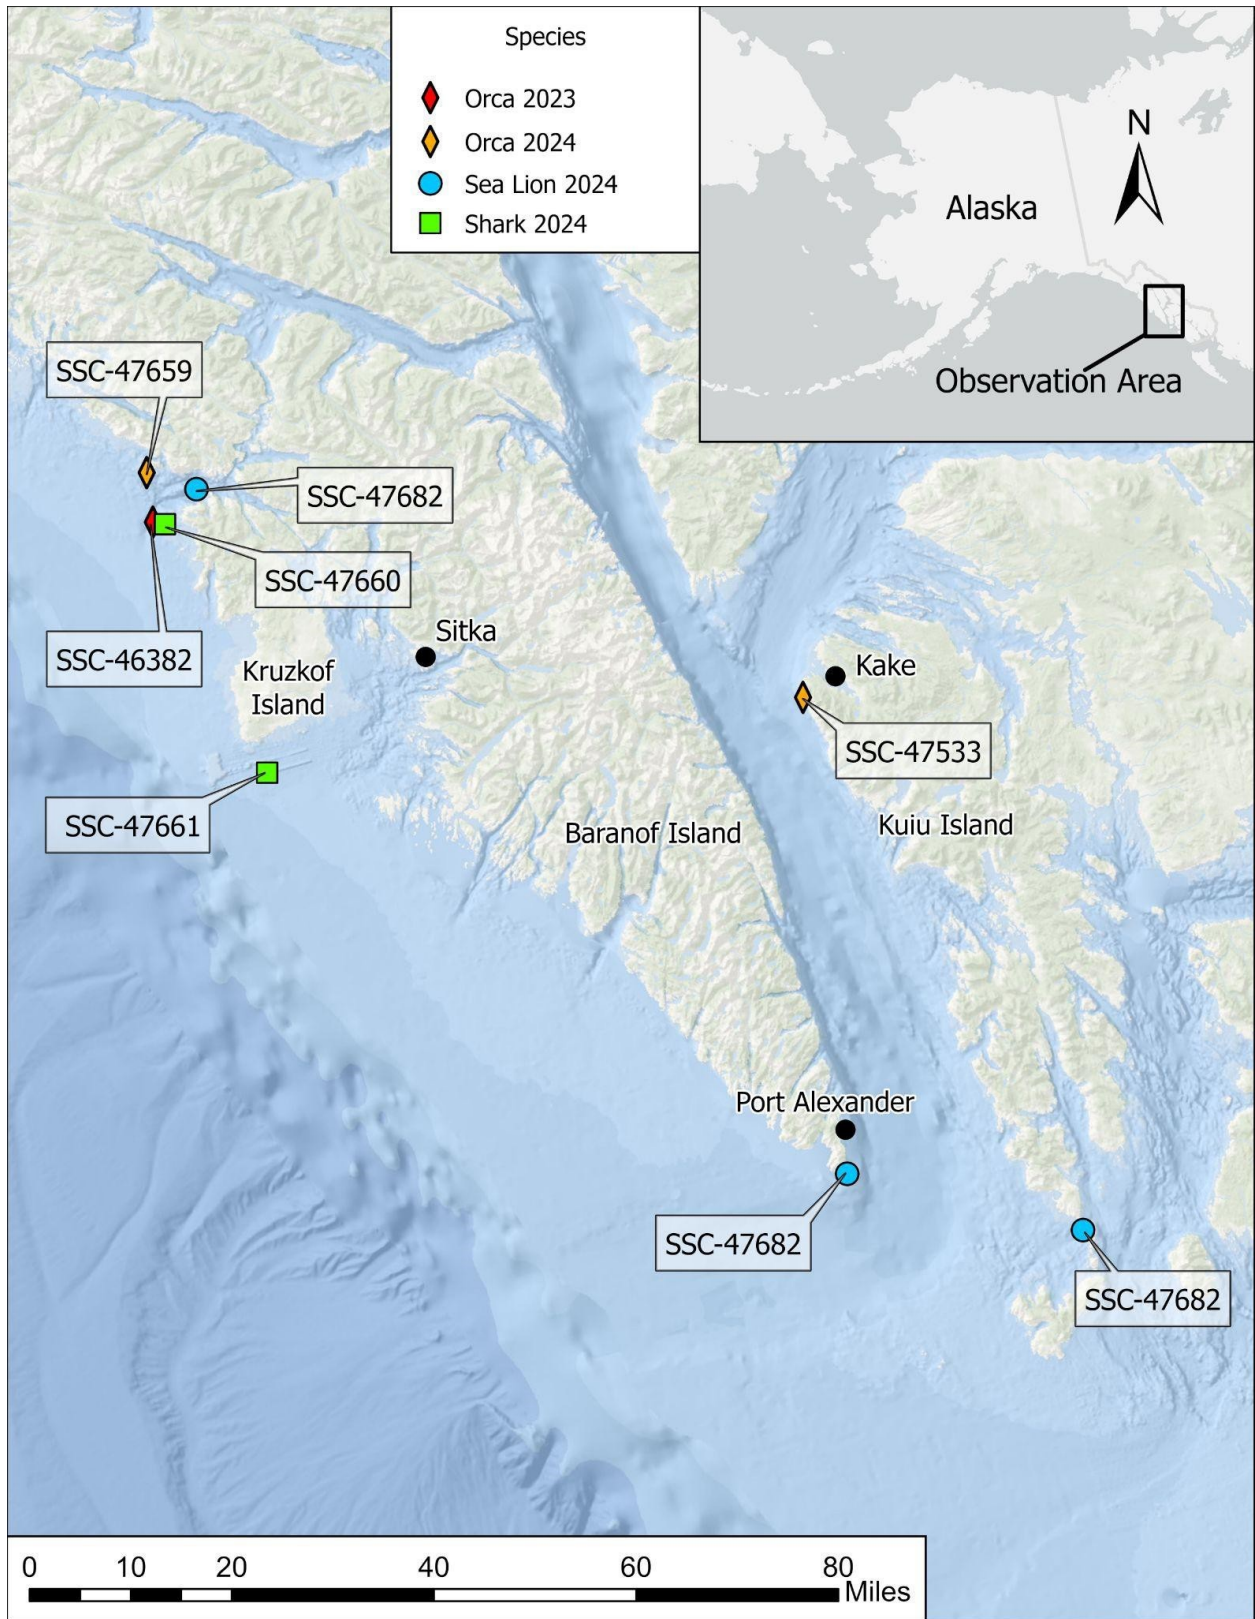 Species
Orca 2023
Orca 2024
Sea Lion 2024
Shark 2024
N
Alaska
Observation Area
SSC-47659
SSC-47682
SSC-47660
SSC-46382
Sitka
Kruzkof
Island
Kake
SSC-47533
SSC-47661
Baranof Island
Kuiu Island
Port Alexander
SSC-47682
SSC-47682
0 10 20 40 60 80
Miles